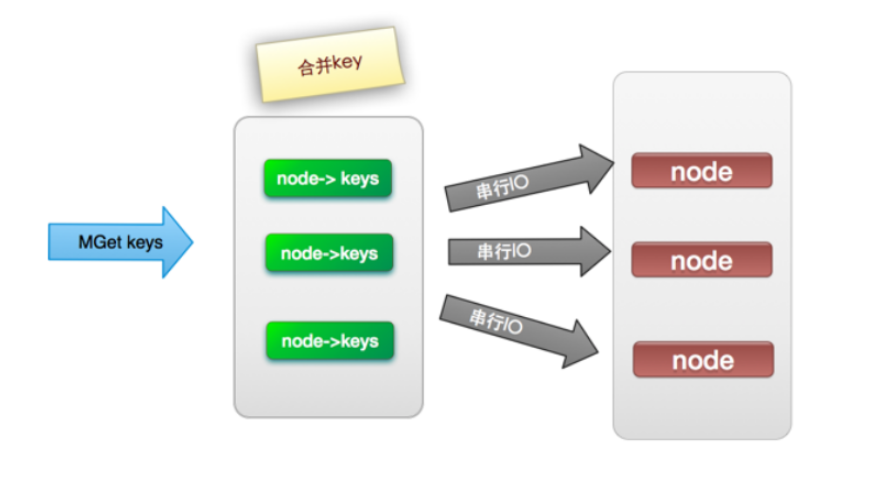 合并key
MGet keys
node-> keys
node->keys
node->keys
串行IO
串行IO
串行IO
node
node
node